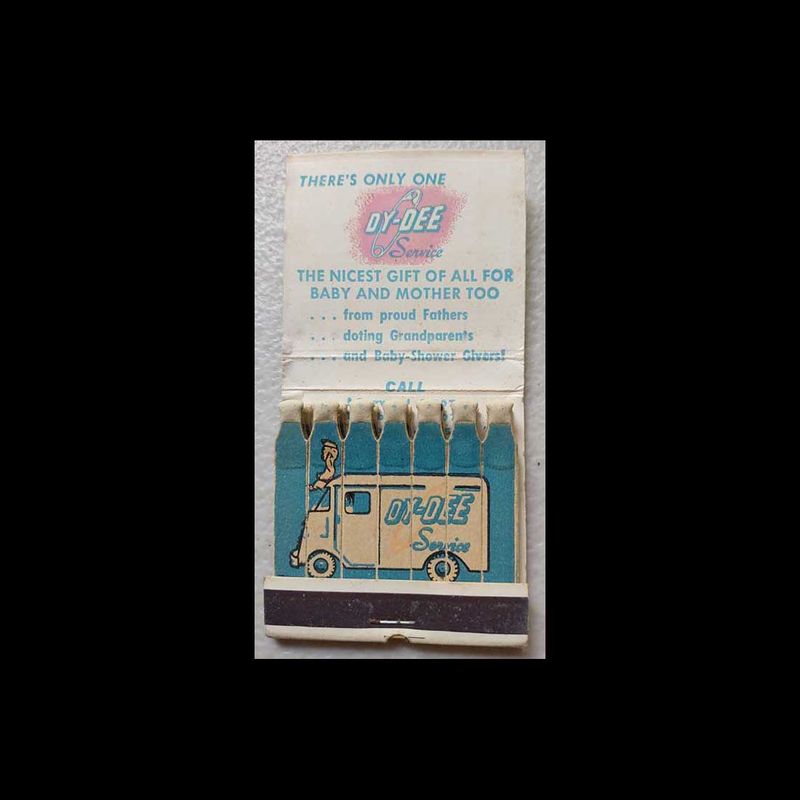 THERE'S ONLY ONE
DY-DEE
Service
THE NICEST GIFT OF ALL FOR
BABY AND MOTHER TOO
. . . from proud Fathers
. . . doting Grandparents
. . . and Baby-Shower Givers!
CALL
DY-DEE
Service